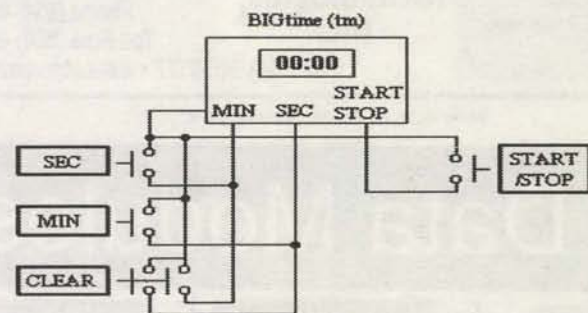 BIGtime (tm)
00:00
START
MIN SEC STOP
SEC
START
/STOP
MIN
CLEAR